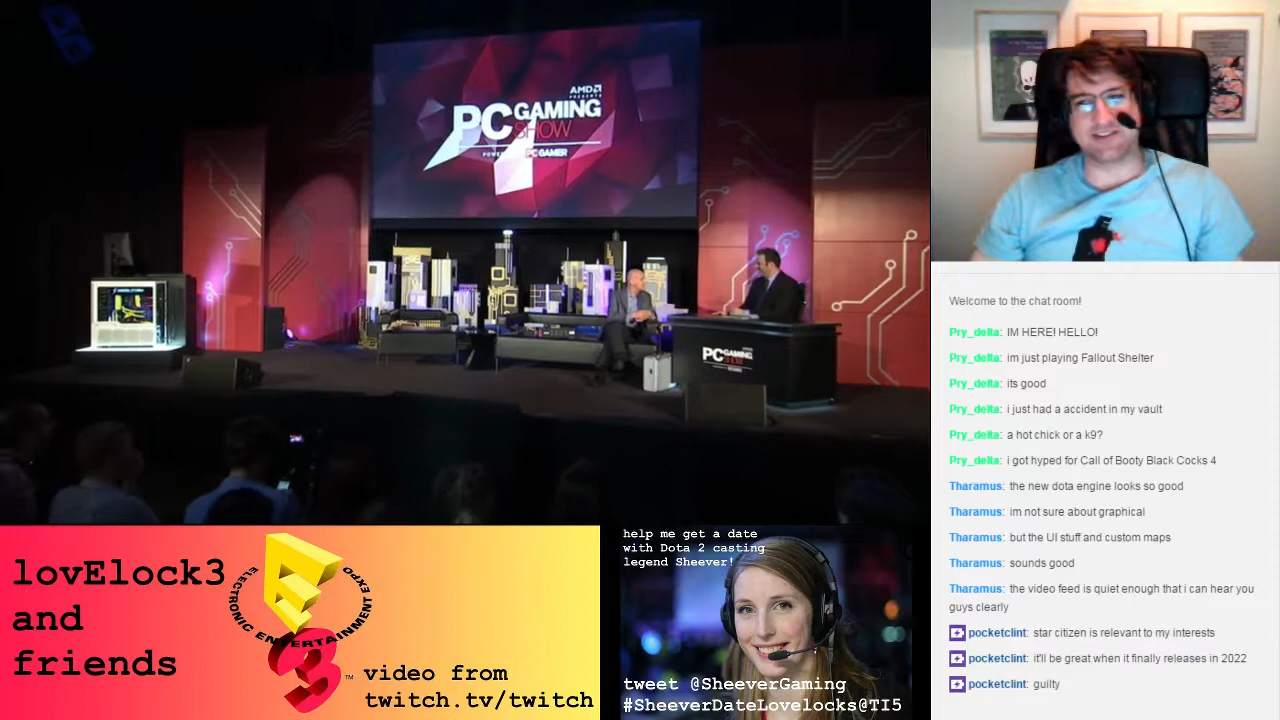 AMD
PRESENTS
PC GAMING
SHOW
POWERED BY PC GAMER
PC GAMING
SHOW
Welcome to the chat room!
Pry_delta: IM HERE! HELLO!
Pry_delta: im just playing Fallout Shelter
Pry_delta: its good
Pry_delta: i just had a accident in my vault
Pry_delta: a hot chick or a k9?
Pry_delta: i got hyped for Call of Booty Black Cocks 4
Tharamus: the new dota engine looks so good
Tharamus: im not sure about graphical
Tharamus: but the UI stuff and custom maps
Tharamus: sounds good
Tharamus: the video feed is quiet enough that i can hear you
guys clearly
pocketclint: star citizen is relevant to my interests
pocketclint: it'll be great when it finally releases in 2022
pocketclint: guilty
lovElock3
and
friends
E3
ELECTRONIC ENTERTAINMENT EXPO
TM
video from
twitch.tv/twitch
help me get a date
with Dota 2 casting
legend Sheever!
tweet @SheeverGaming
#SheeverDateLovelocks@TI5